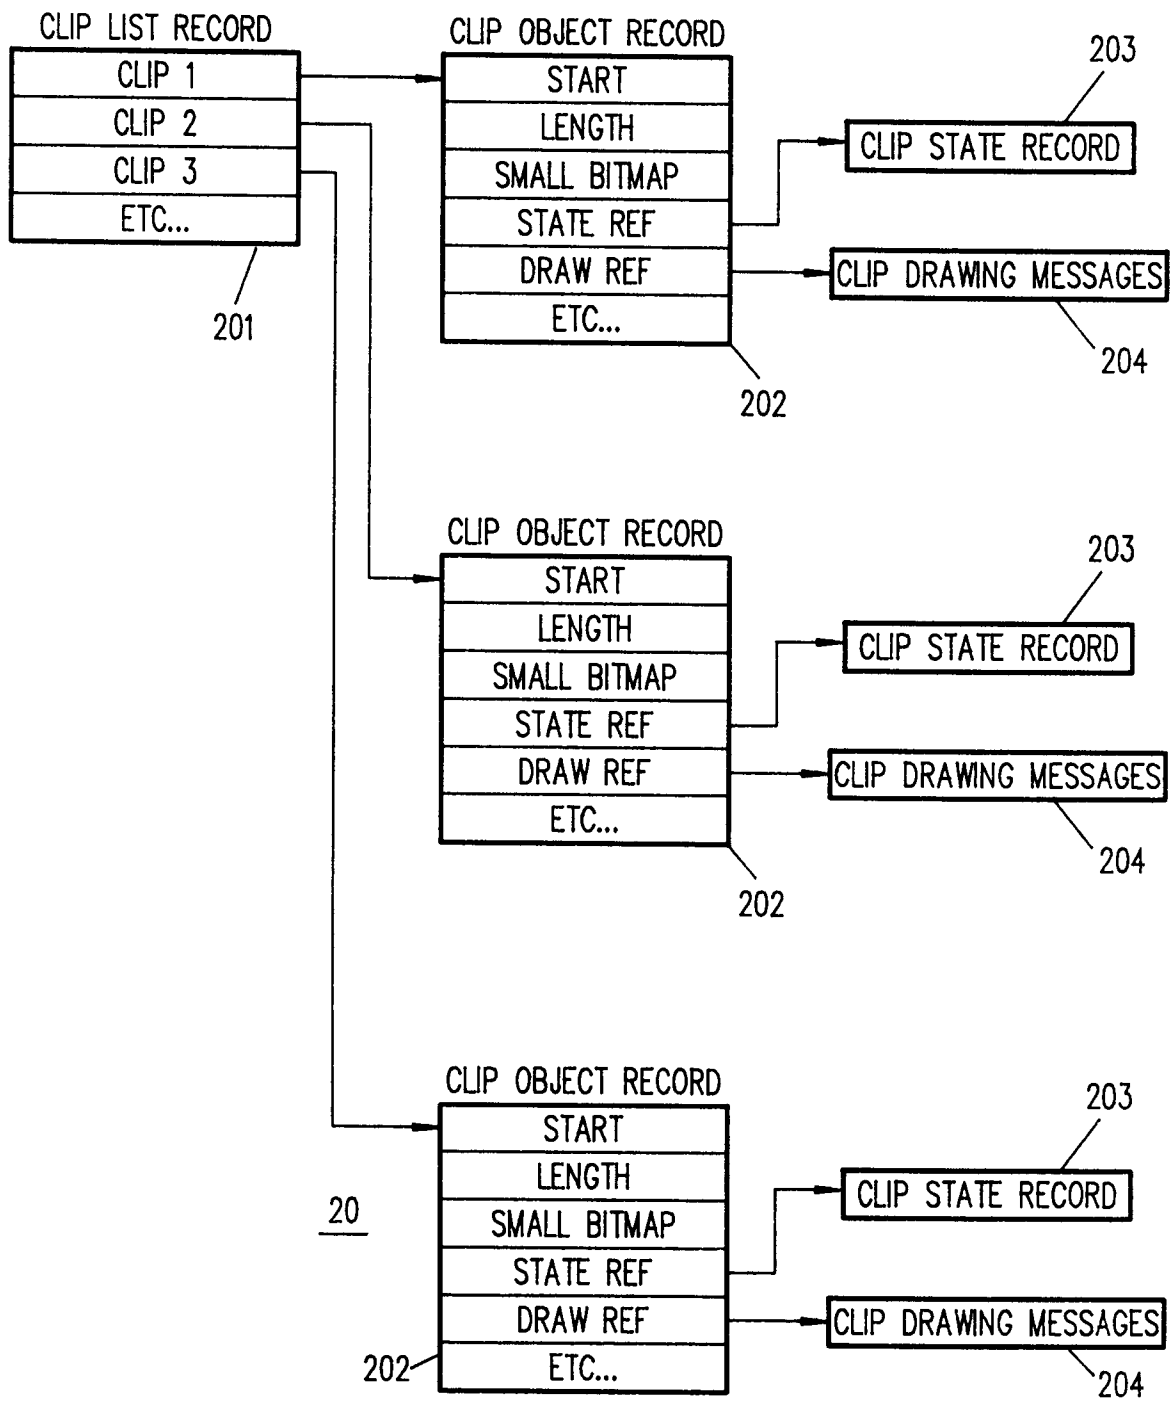 CLIP LIST RECORD
CLIP 1
CLIP 2
CLIP 3
ETC...
201
CLIP OBJECT RECORD
START
LENGTH
SMALL BITMAP
STATE REF
DRAW REF
ETC...
202
203
CLIP STATE RECORD
CLIP DRAWING MESSAGES
204
CLIP OBJECT RECORD
START
LENGTH
SMALL BITMAP
STATE REF
DRAW REF
ETC...
202
203
CLIP STATE RECORD
CLIP DRAWING MESSAGES
204
20
CLIP OBJECT RECORD
START
LENGTH
SMALL BITMAP
STATE REF
DRAW REF
ETC...
202
203
CLIP STATE RECORD
CLIP DRAWING MESSAGES
204